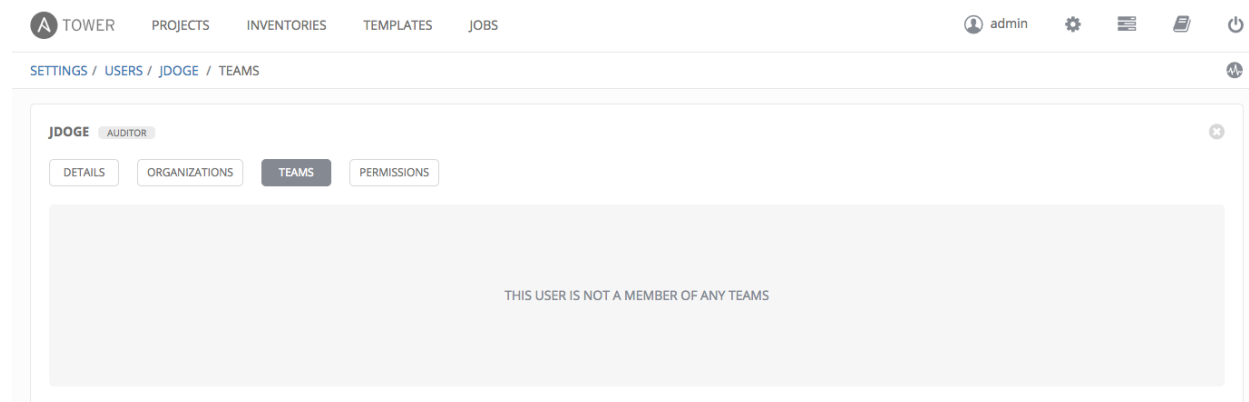 A TOWER PROJECTS INVENTORIES TEMPLATES JOBS admin
SETTINGS / USERS / JDOGE / TEAMS
JDOGE AUDITOR
DETAILS ORGANIZATIONS TEAMS PERMISSIONS
THIS USER IS NOT A MEMBER OF ANY TEAMS